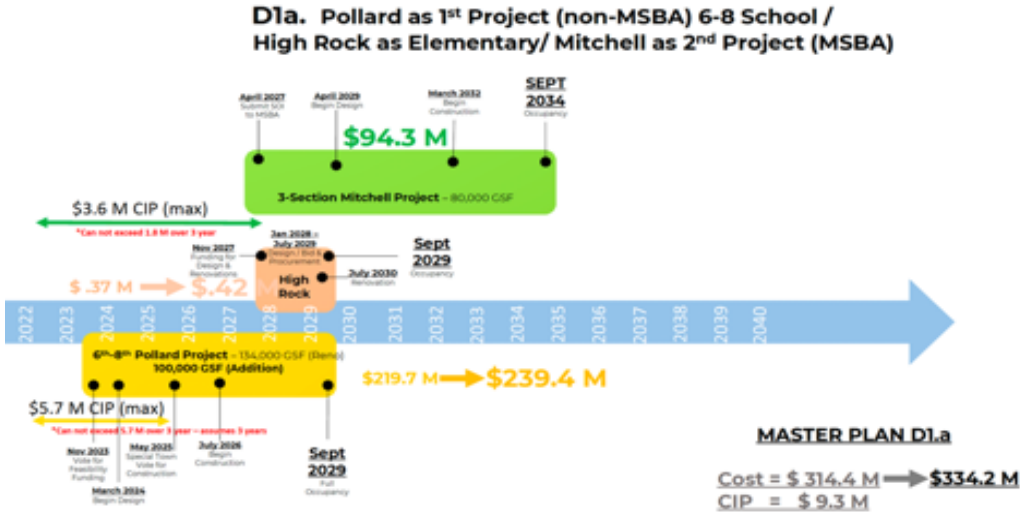 D1a. Pollard as 1st Project (non-MSBA) 6-8 School /
High Rock as Elementary/ Mitchell as 2nd Project (MSBA)
April 2027
Submit SOI
to MSBA
April 2029
Begin Design
March 2032
Begin
Construction
SEPT
2034
Occupancy
$94.3 M
3-Section Mitchell Project – 80,000 GSF
$3.6 M CIP (max)
*Can not exceed 1.8 M over 3 year
Nov 2027
Funding for
Design &
Renovations
Jan 2028 –
July 2029
Design / Bid &
Procurement
Sept
2029
Occupancy
July 2030
Renovation
High
Rock
$ .37 M $.42 M
2022 2023 2024 2025 2026 2027 2028 2029 2030 2031 2032 2033 2034 2035 2036 2037 2038 2039 2040
6th-8th Pollard Project – 134,000 GSF (Reno)
100,000 GSF (Addition)
$219.7 M $239.4 M
$5.7 M CIP (max)
*Can not exceed 5.7 M over 3 year – assumes 3 years
Nov 2023
Vote for
Feasibility
Funding
March 2024
Begin Design
May 2025
Special Town
Vote for
Construction
July 2026
Begin
Construction
Sept
2029
Full
Occupancy
MASTER PLAN D1.a
Cost = $ 314.4 M $334.2 M
CIP = $ 9.3 M